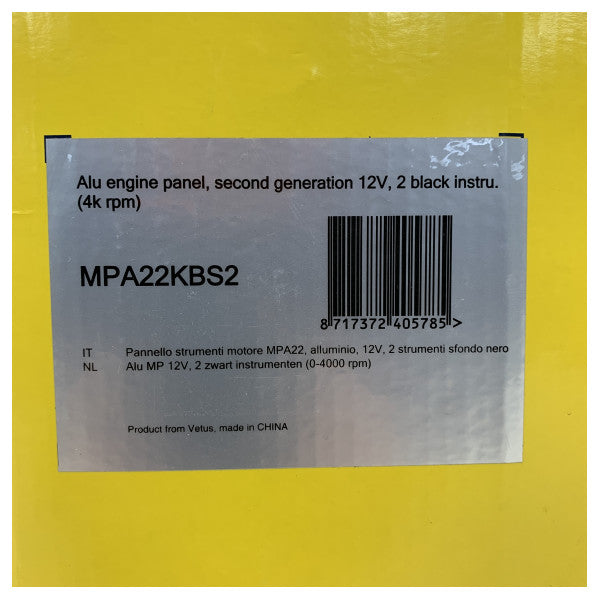 Alu engine panel, second generation 12V, 2 black instru.
(4k rpm)
MPA22KBS2
8 717372 405785 >
IT Pannello strumenti motore MPA22, alluminio, 12V, 2 strumenti sfondo nero
NL Alu MP 12V, 2 zwart instrumenten (0-4000 rpm)
Product from Vetus, made in CHINA